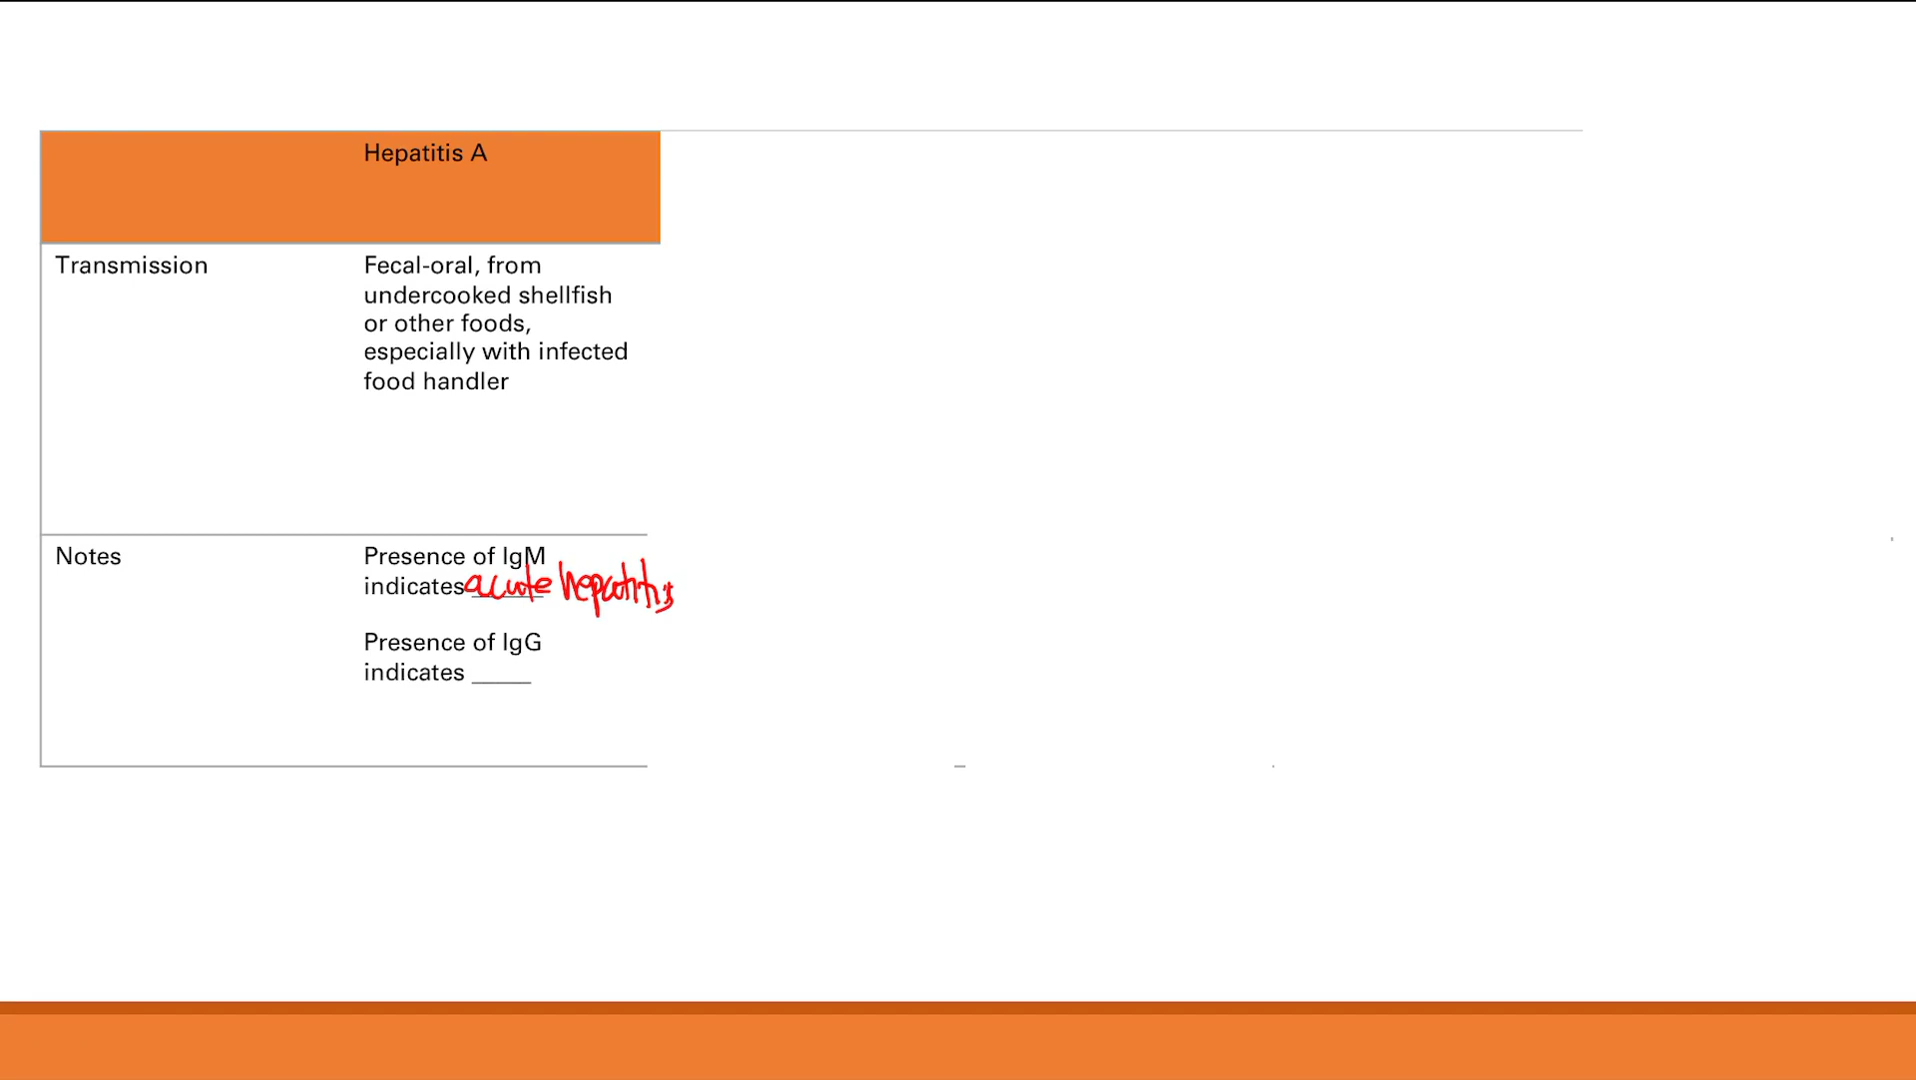 Hepatitis A
Transmission
Fecal-oral, from
undercooked shellfish
or other foods,
especially with infected
food handler
Notes
Presence of IgM
indicates acute hepatitis
Presence of IgG
indicates _____